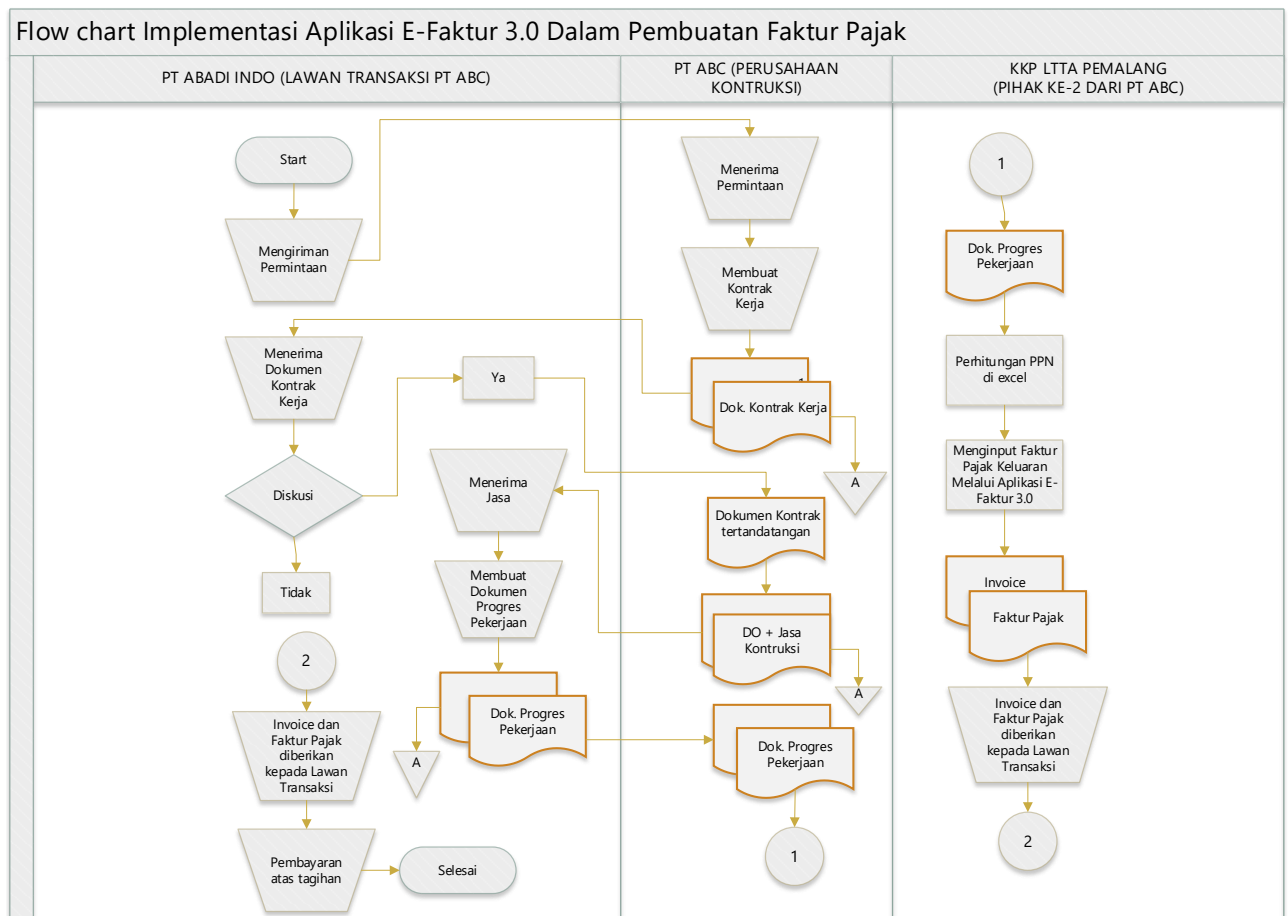 Flow chart Implementasi Aplikasi E-Faktur 3.0 Dalam Pembuatan Faktur Pajak
PT ABADI INDO (LAWAN TRANSAKSI PT ABC)
PT ABC (PERUSAHAAN
KONTRUKSI)
KKP LTTA PEMALANG
(PIHAK KE-2 DARI PT ABC)
Start
Mengiriman
Permintaan
Menerima
Dokumen
Kontrak
Kerja
Ya
Diskusi
Tidak
Menerima
Jasa
Membuat
Dokumen
Progres
Pekerjaan
Dok. Progres
Pekerjaan
A
2
Invoice dan
Faktur Pajak
diberikan
kepada Lawan
Transaksi
Pembayaran
atas tagihan
Selesai
Menerima
Permintaan
Membuat
Kontrak
Kerja
Dok. Kontrak Kerja
A
Dokumen Kontrak
tertandatangan
DO + Jasa
Kontruksi
A
Dok. Progres
Pekerjaan
1
1
Dok. Progres
Pekerjaan
Perhitungan PPN
di excel
Menginput Faktur
Pajak Keluaran
Melalui Aplikasi E-
Faktur 3.0
Invoice
Faktur Pajak
Invoice dan
Faktur Pajak
diberikan
kepada Lawan
Transaksi
2